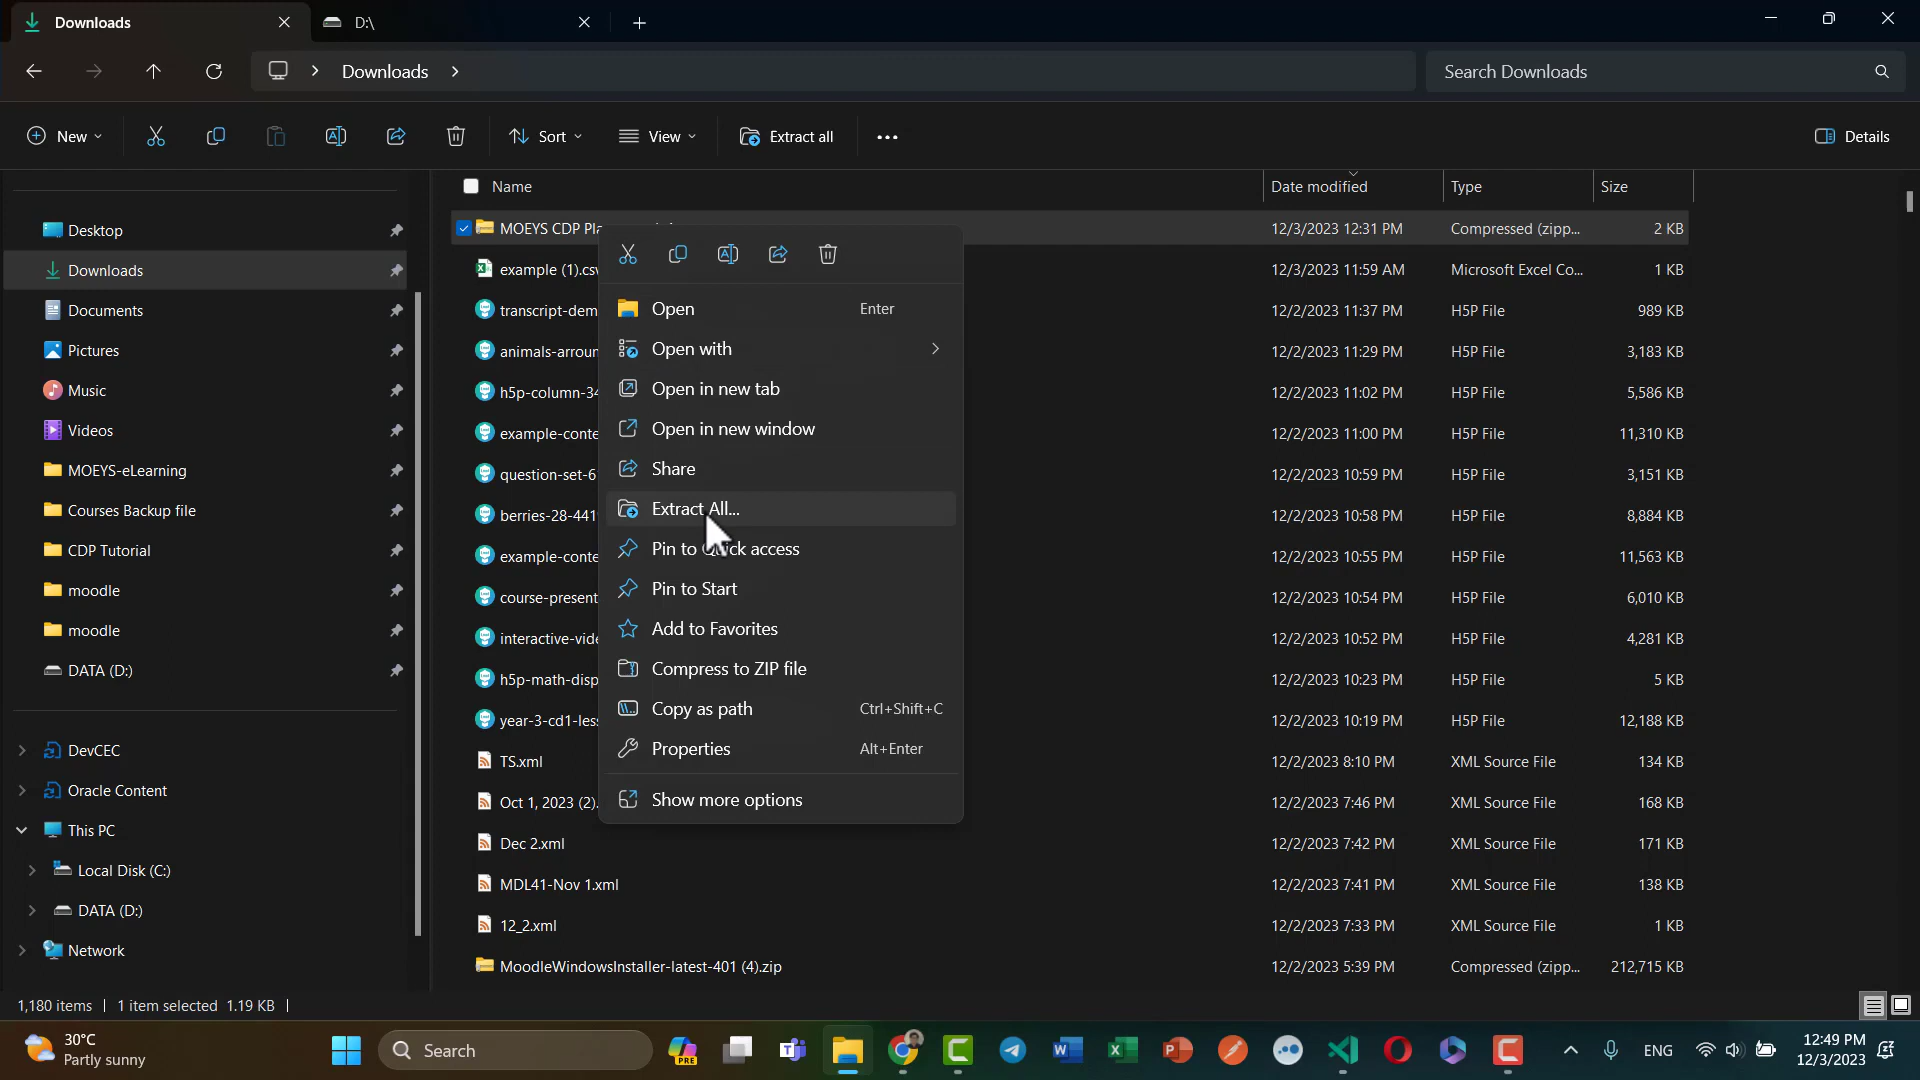 Downloads
D:\
Downloads
Search Downloads
New
Sort
View
Extract all
Details
Name
Date modified
Type
Size
Desktop
Downloads
Documents
Pictures
Music
Videos
MOEYS-eLearning
Courses Backup file
CDP Tutorial
moodle
moodle
DATA (D:)
DevCEC
Oracle Content
This PC
Local Disk (C:)
DATA (D:)
Network
MOEYS CDP 12/3/2023 12:31 PM Compressed (zipp... 2 KB
example (1).csv 12/3/2023 11:59 AM Microsoft Excel Co... 1 KB
transcript-dem 12/2/2023 11:37 PM H5P File 989 KB
animals-arroun 12/2/2023 11:29 PM H5P File 3,183 KB
h5p-column-34 12/2/2023 11:02 PM H5P File 5,586 KB
example-conte 12/2/2023 11:00 PM H5P File 11,310 KB
question-set-6 12/2/2023 10:59 PM H5P File 3,151 KB
berries-28-441 12/2/2023 10:58 PM H5P File 8,884 KB
example-conte 12/2/2023 10:55 PM H5P File 11,563 KB
course-present 12/2/2023 10:54 PM H5P File 6,010 KB
interactive-vide 12/2/2023 10:52 PM H5P File 4,281 KB
h5p-math-disp 12/2/2023 10:23 PM H5P File 5 KB
year-3-cd1-less 12/2/2023 10:19 PM H5P File 12,188 KB
TS.xml 12/2/2023 8:10 PM XML Source File 134 KB
Oct 1, 2023 (2). 12/2/2023 7:46 PM XML Source File 168 KB
Dec 2.xml 12/2/2023 7:42 PM XML Source File 171 KB
MDL41-Nov 1.xml 12/2/2023 7:41 PM XML Source File 138 KB
12_2.xml 12/2/2023 7:33 PM XML Source File 1 KB
MoodleWindowsInstaller-latest-401 (4).zip 12/2/2023 5:39 PM Compressed (zipp... 212,715 KB
Open Enter
Open with
Open in new tab
Open in new window
Share
Extract All...
Pin to Quick access
Pin to Start
Add to Favorites
Compress to ZIP file
Copy as path Ctrl+Shift+C
Properties Alt+Enter
Show more options
1,180 items 1 item selected 1.19 KB
30°C
Partly sunny
Search
PRE
ENG
12:49 PM
12/3/2023